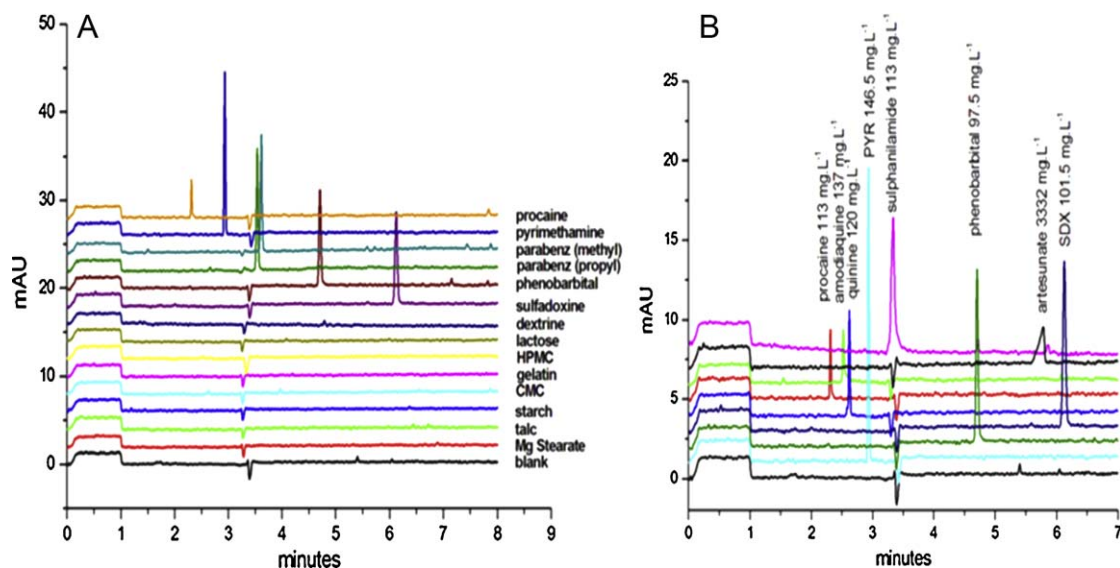 A
50
40
30
20
10
0
mAU
0 1 2 3 4 5 6 7 8 9
minutes
procaine
pyrimethamine
parabenz (methyl)
parabenz (propyl)
phenobarbital
sulfadoxine
dextrine
lactose
HPMC
gelatin
CMC
starch
talc
Mg Stearate
blank
B
25
20
15
10
5
0
mAU
0 1 2 3 4 5 6 7
minutes
procaine 113 mg.L⁻¹
amodiaquine 137 mg.L⁻¹
quinine 120 mg.L⁻¹
PYR 146.5 mg.L⁻¹
sulphanilamide 113 mg.L⁻¹
phenobarbital 97.5 mg.L⁻¹
artesunate 3332 mg.L⁻¹
SDX 101.5 mg.L⁻¹